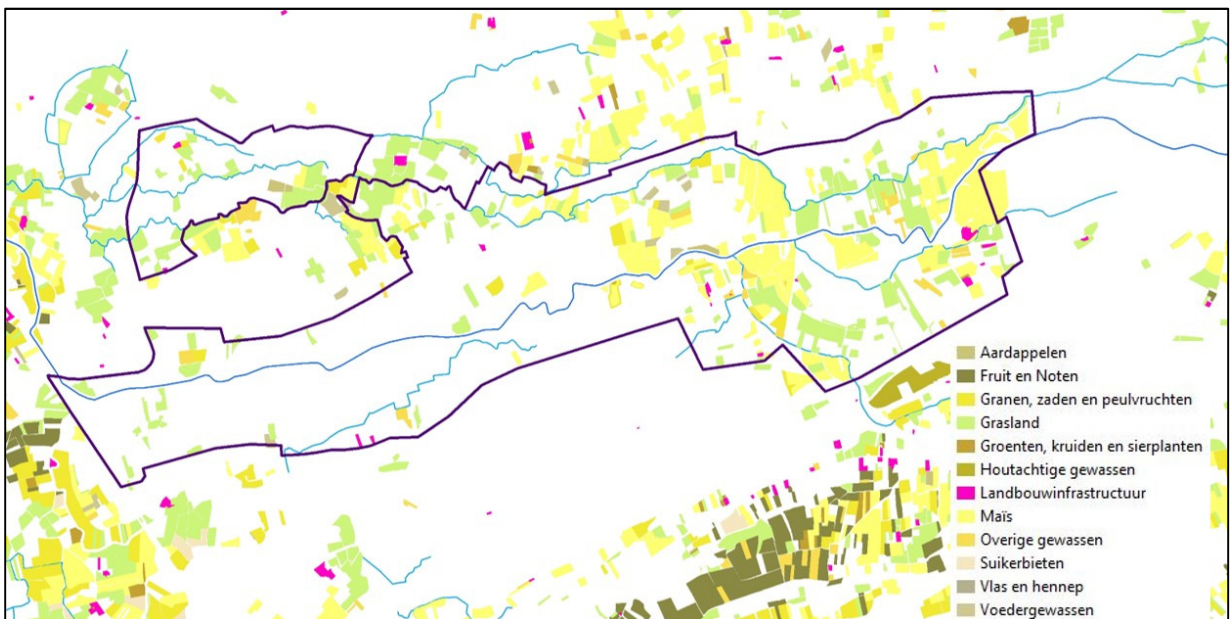 Aardappelen
Fruit en Noten
Granen, zaden en peulvruchten
Grasland
Groenten, kruiden en sierplanten
Houtachtige gewassen
Landbouwinfrastructuur
Maïs
Overige gewassen
Suikerbieten
Vlas en hennep
Voedergewassen